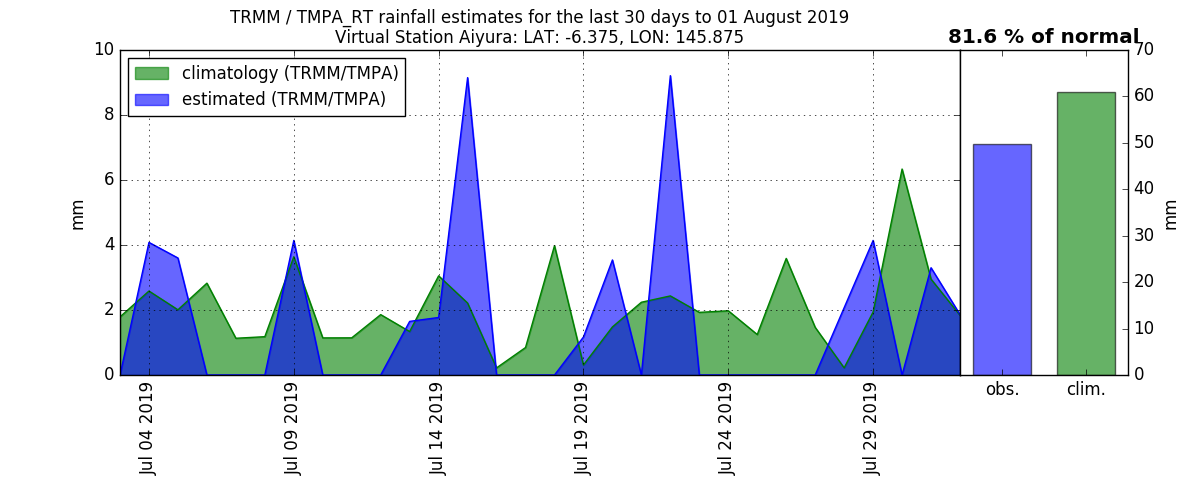 TRMM / TMPA_RT rainfall estimates for the last 30 days to 01 August 2019
Virtual Station Aiyura: LAT: -6.375, LON: 145.875
81.6 % of normal
climatology (TRMM/TMPA)
estimated (TRMM/TMPA)
mm
10
8
6
4
2
0
Jul 04 2019
Jul 09 2019
Jul 14 2019
Jul 19 2019
Jul 24 2019
Jul 29 2019
obs.
clim.
70
60
50
40
30
20
10
0
mm